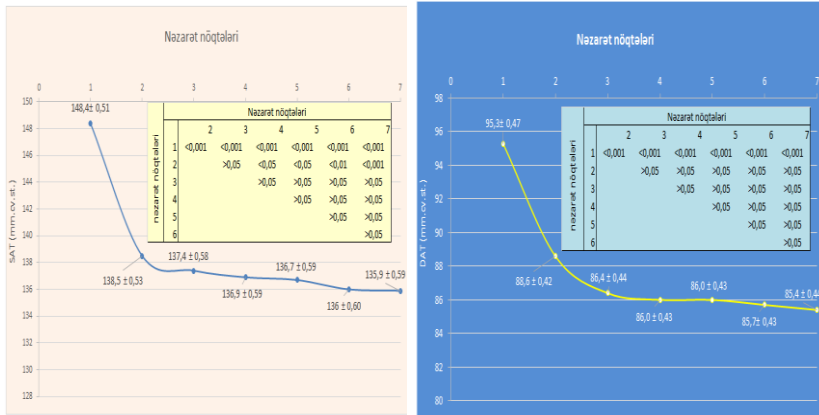 Nəzarət nöqtələri
0 1 2 3 4 5 6 7
150
148
146
144
142
140
138
136
134
132
130
128
SAT (mm.cv.st.)
148,4± 0,51
138,5 ± 0,53
137,4 ± 0,58
136,9 ± 0,59
136,7 ± 0,59
136 ± 0,60
135,9 ± 0,59
Nəzarət nöqtələri
nəzarət nöqtələri
2 3 4 5 6 7
1 <0,001 <0,001 <0,001 <0,001 <0,001 <0,001
2 >0,05 <0,05 <0,05 <0,01 <0,001
3 >0,05 >0,05 >0,05 >0,05
4 >0,05 >0,05 >0,05
5 >0,05 >0,05
6 >0,05
Nəzarət nöqtələri
0 1 2 3 4 5 6 7
98
96
94
92
90
88
86
84
82
80
DAT (mm.cv.st.)
95,3± 0,47
88,6 ± 0,42
86,4 ± 0,44
86,0 ± 0,43
86,0 ± 0,43
85,7± 0,43
85,4 ± 0,44
Nəzarət nöqtələri
nəzarət nöqtələri
2 3 4 5 6 7
1 <0,001 <0,001 <0,001 <0,001 <0,001 <0,001
2 >0,05 >0,05 >0,05 >0,05 >0,05
3 >0,05 >0,05 >0,05 >0,05
4 >0,05 >0,05 >0,05
5 >0,05 >0,05
6 >0,05